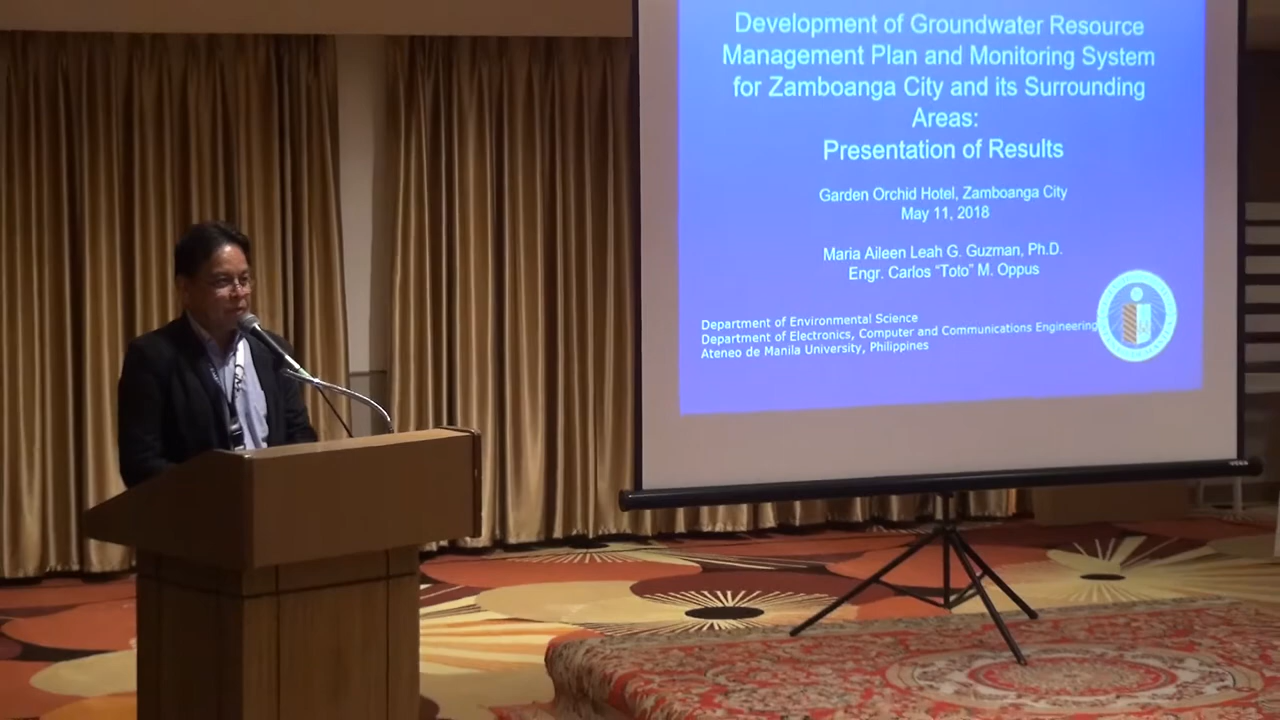 Development of Groundwater Resource
Management Plan and Monitoring System
for Zamboanga City and its Surrounding
Areas:
Presentation of Results
Garden Orchid Hotel, Zamboanga City
May 11, 2018
Maria Aileen Leah G. Guzman, Ph.D.
Engr. Carlos "Toto" M. Oppus
Department of Environmental Science
Department of Electronics, Computer and Communications Engineering
Ateneo de Manila University, Philippines